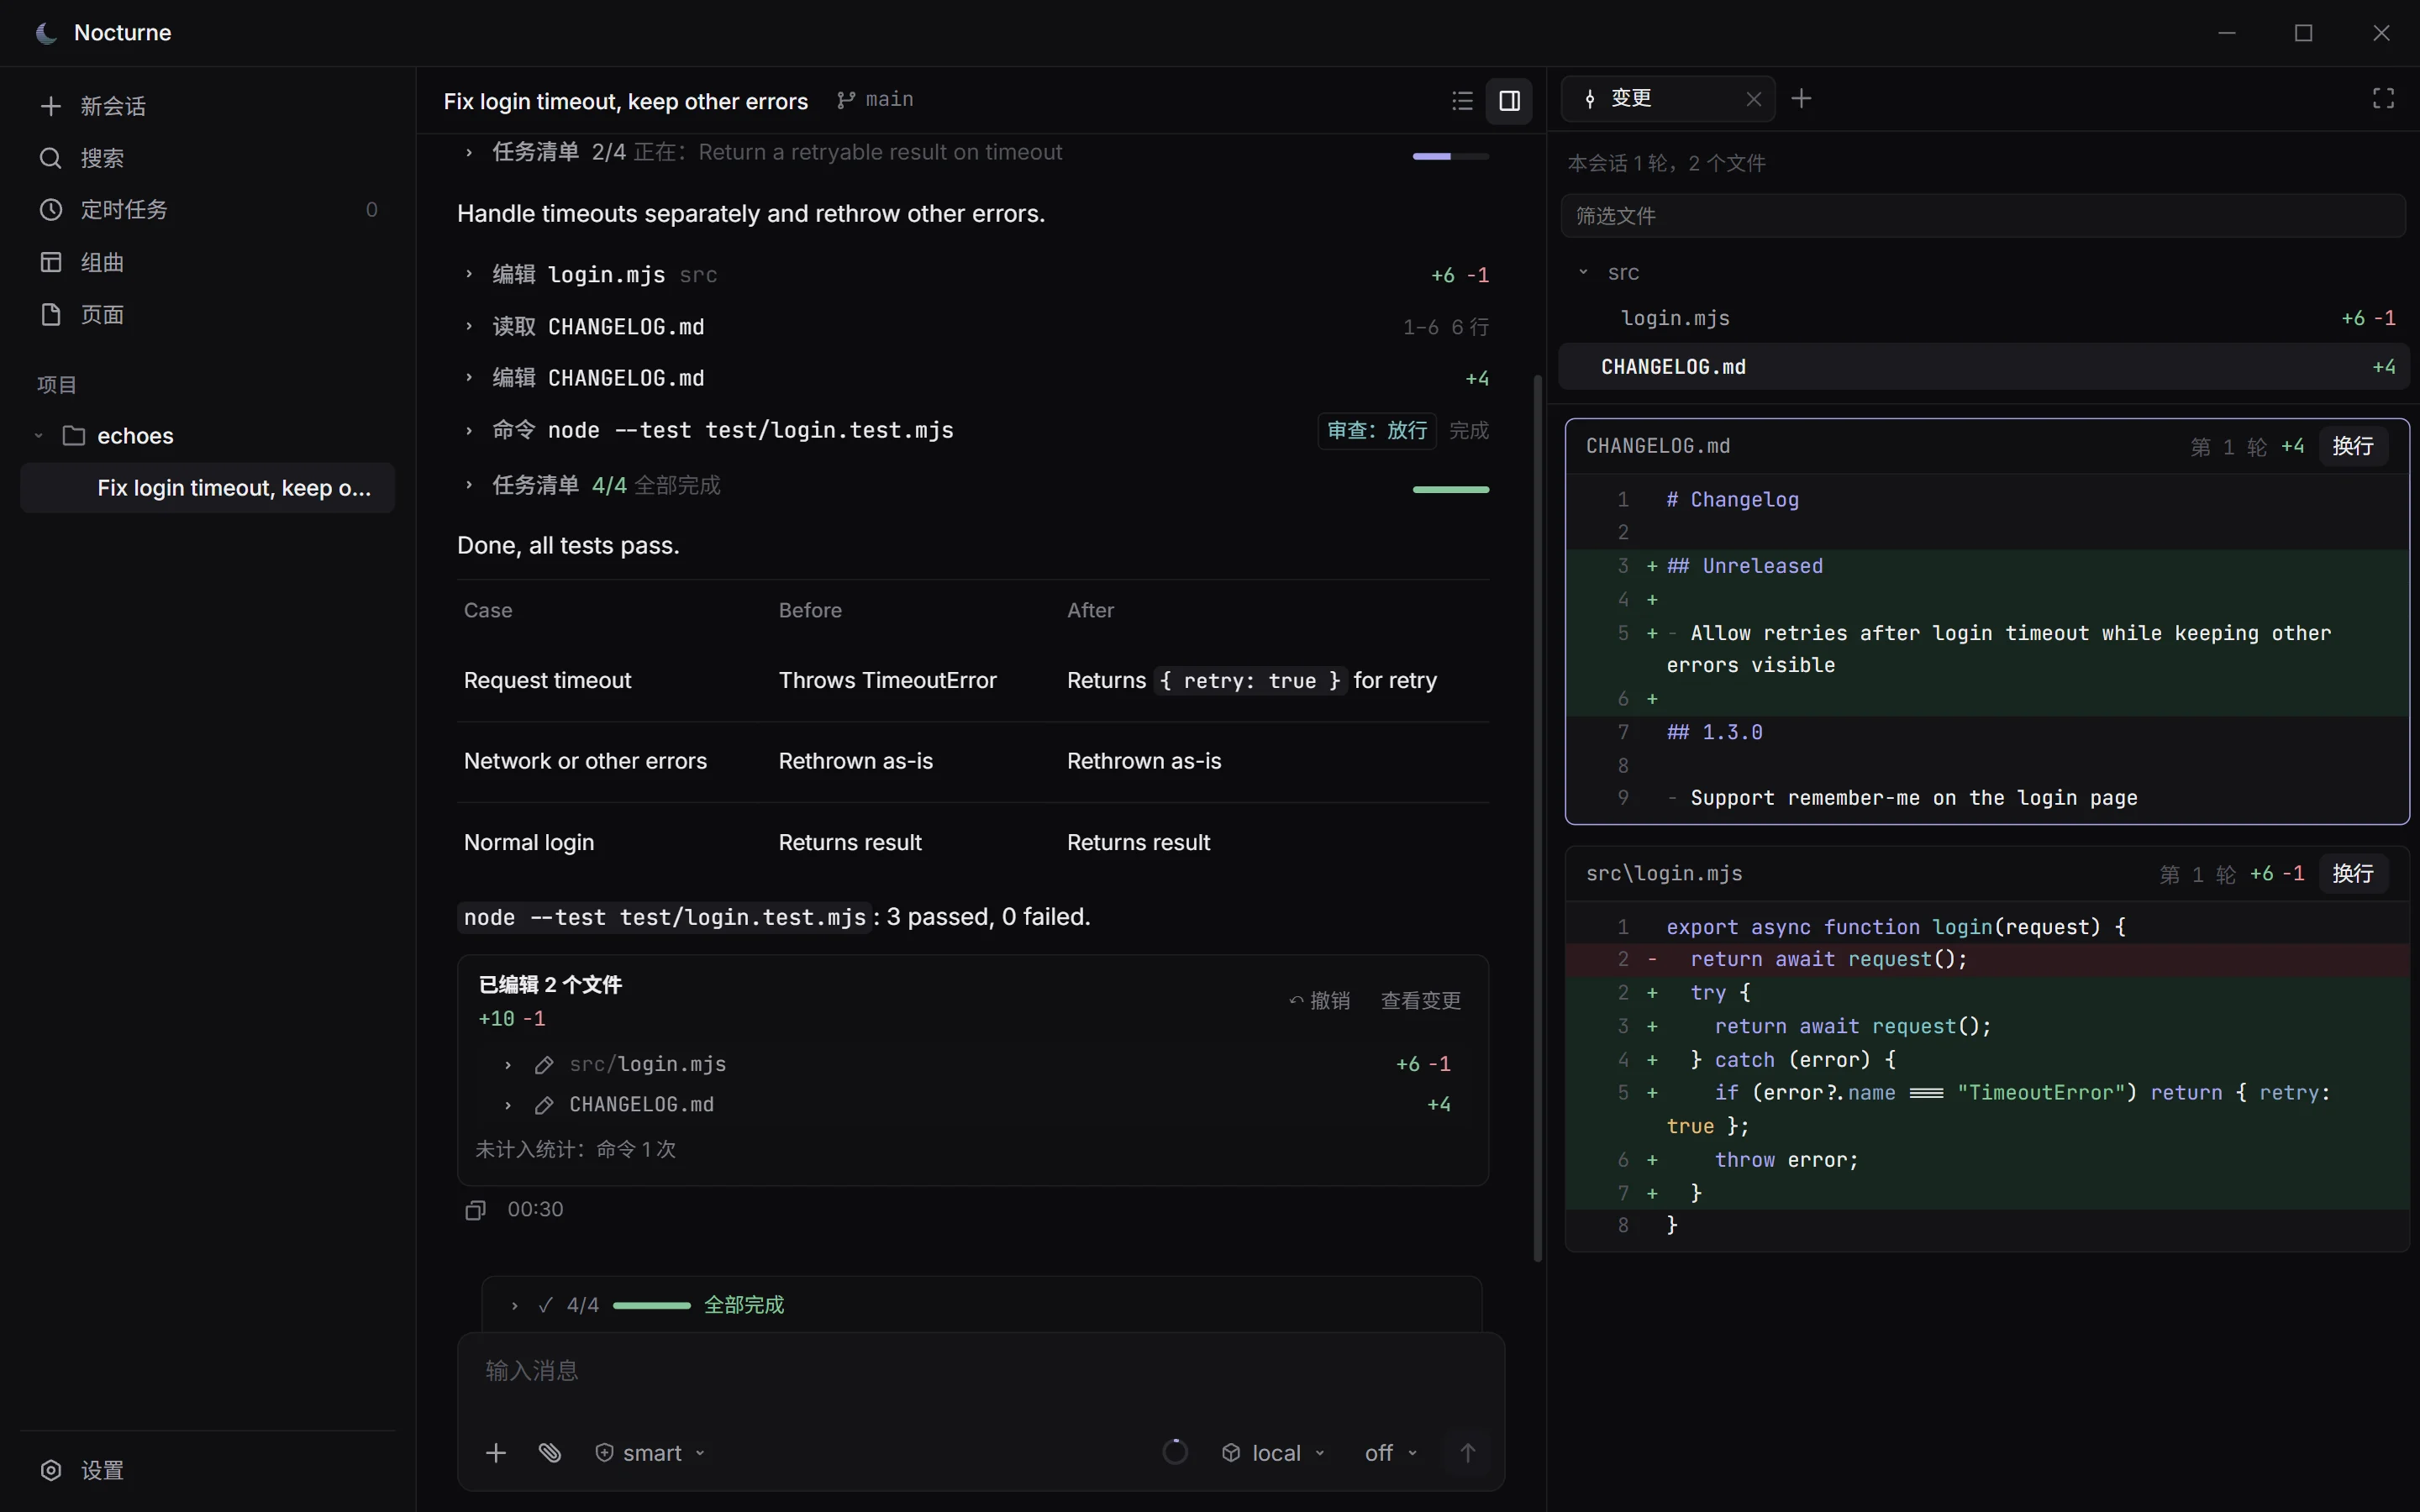 Nocturne
新会话
搜索
定时任务 0
组曲
页面
项目
echoes
Fix login timeout, keep o...
设置
Fix login timeout, keep other errors main
任务清单 2/4 正在：Return a retryable result on timeout
Handle timeouts separately and rethrow other errors.
编辑 login.mjs src +6 -1
读取 CHANGELOG.md 1–6 6 行
编辑 CHANGELOG.md +4
命令 node --test test/login.test.mjs 审查：放行 完成
任务清单 4/4 全部完成
Done, all tests pass.
Case Before After
Request timeout Throws TimeoutError Returns { retry: true } for retry
Network or other errors Rethrown as-is Rethrown as-is
Normal login Returns result Returns result
node --test test/login.test.mjs: 3 passed, 0 failed.
已编辑 2 个文件
+10 -1
撤销 查看变更
src/login.mjs +6 -1
CHANGELOG.md +4
未计入统计：命令 1 次
00:30
4/4 全部完成
输入消息
smart local off
变更
本会话 1 轮，2 个文件
筛选文件
src
login.mjs +6 -1
CHANGELOG.md +4
CHANGELOG.md 第 1 轮 +4 换行
1 # Changelog
2
3 + ## Unreleased
4 +
5 + - Allow retries after login timeout while keeping other
errors visible
6 +
7 ## 1.3.0
8
9 - Support remember-me on the login page
src\login.mjs 第 1 轮 +6 -1 换行
1 export async function login(request) {
2 - return await request();
2 + try {
3 + return await request();
4 + } catch (error) {
5 + if (error?.name === "TimeoutError") return { retry:
true };
6 + throw error;
7 + }
8 }